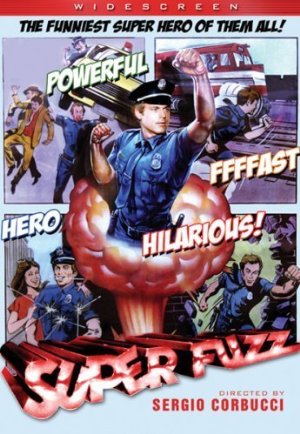 WIDESCREEN
THE FUNNIEST SUPER HERO OF THEM ALL!
POWERFUL
FFFFAST
HERO
HILARIOUS!
SUPER FUZZ
DIRECTED BY
SERGIO CORBUCCI